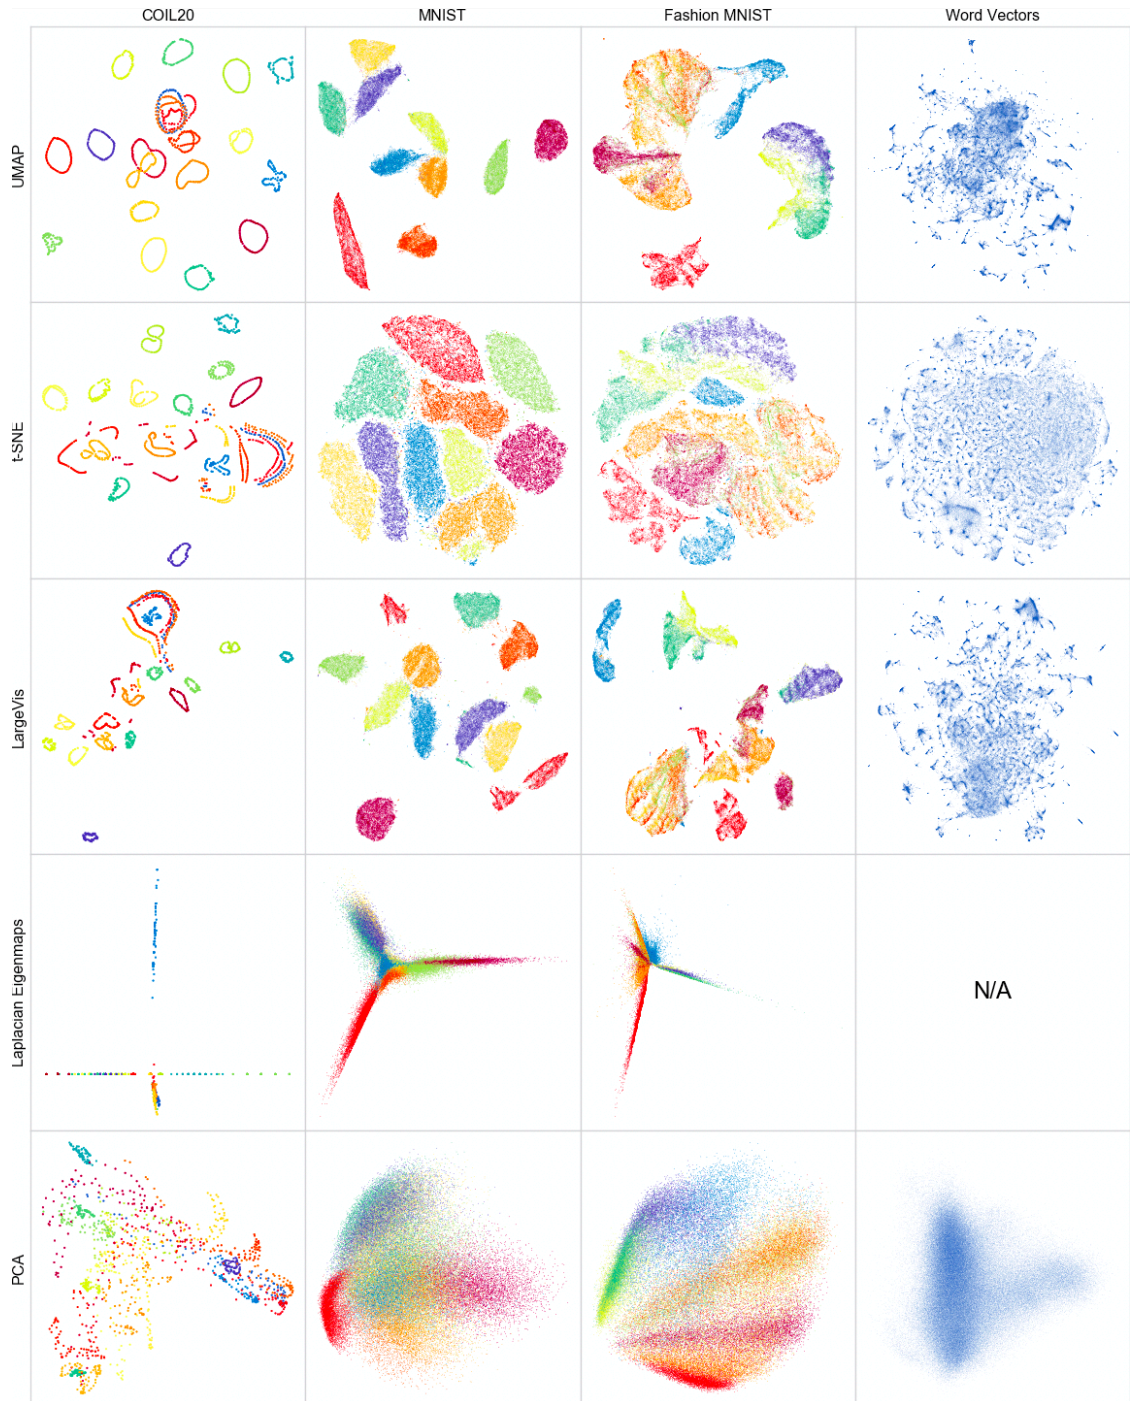 COIL20
MNIST
Fashion MNIST
Word Vectors
UMAP
t-SNE
LargeVis
Laplacian Eigenmaps
N/A
PCA